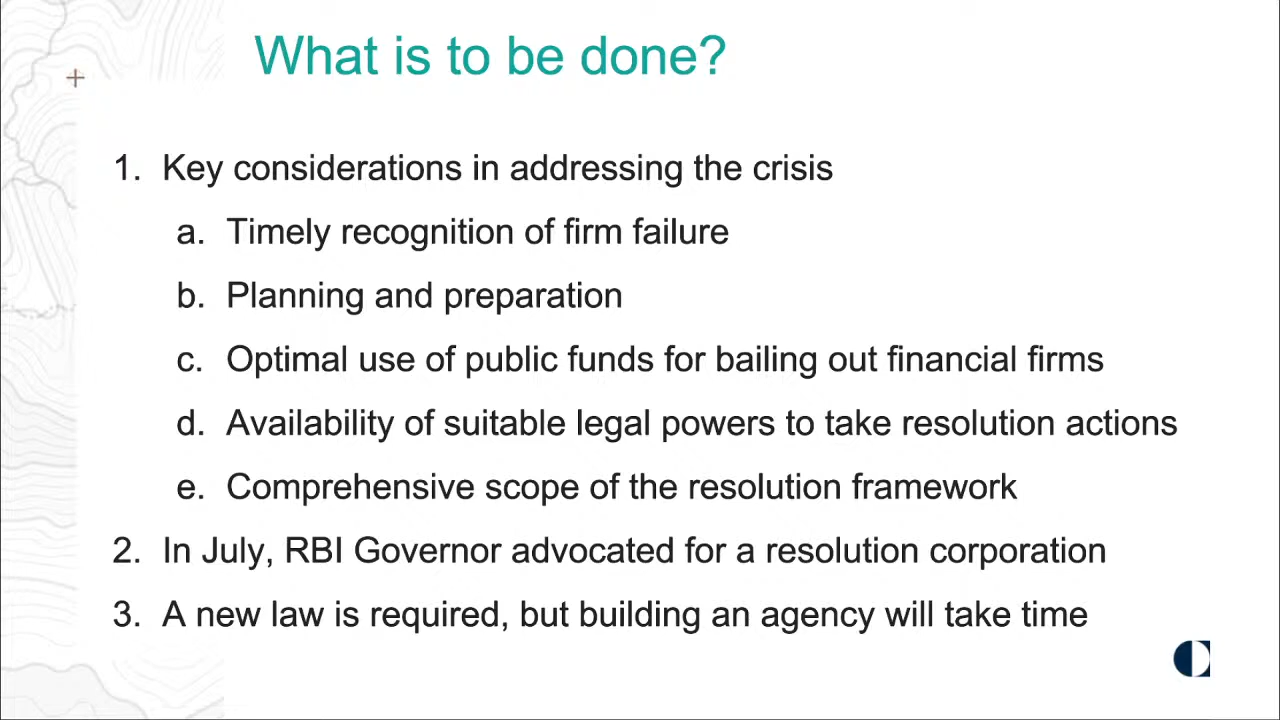 What is to be done?
1. Key considerations in addressing the crisis
a. Timely recognition of firm failure
b. Planning and preparation
c. Optimal use of public funds for bailing out financial firms
d. Availability of suitable legal powers to take resolution actions
e. Comprehensive scope of the resolution framework
2. In July, RBI Governor advocated for a resolution corporation
3. A new law is required, but building an agency will take time